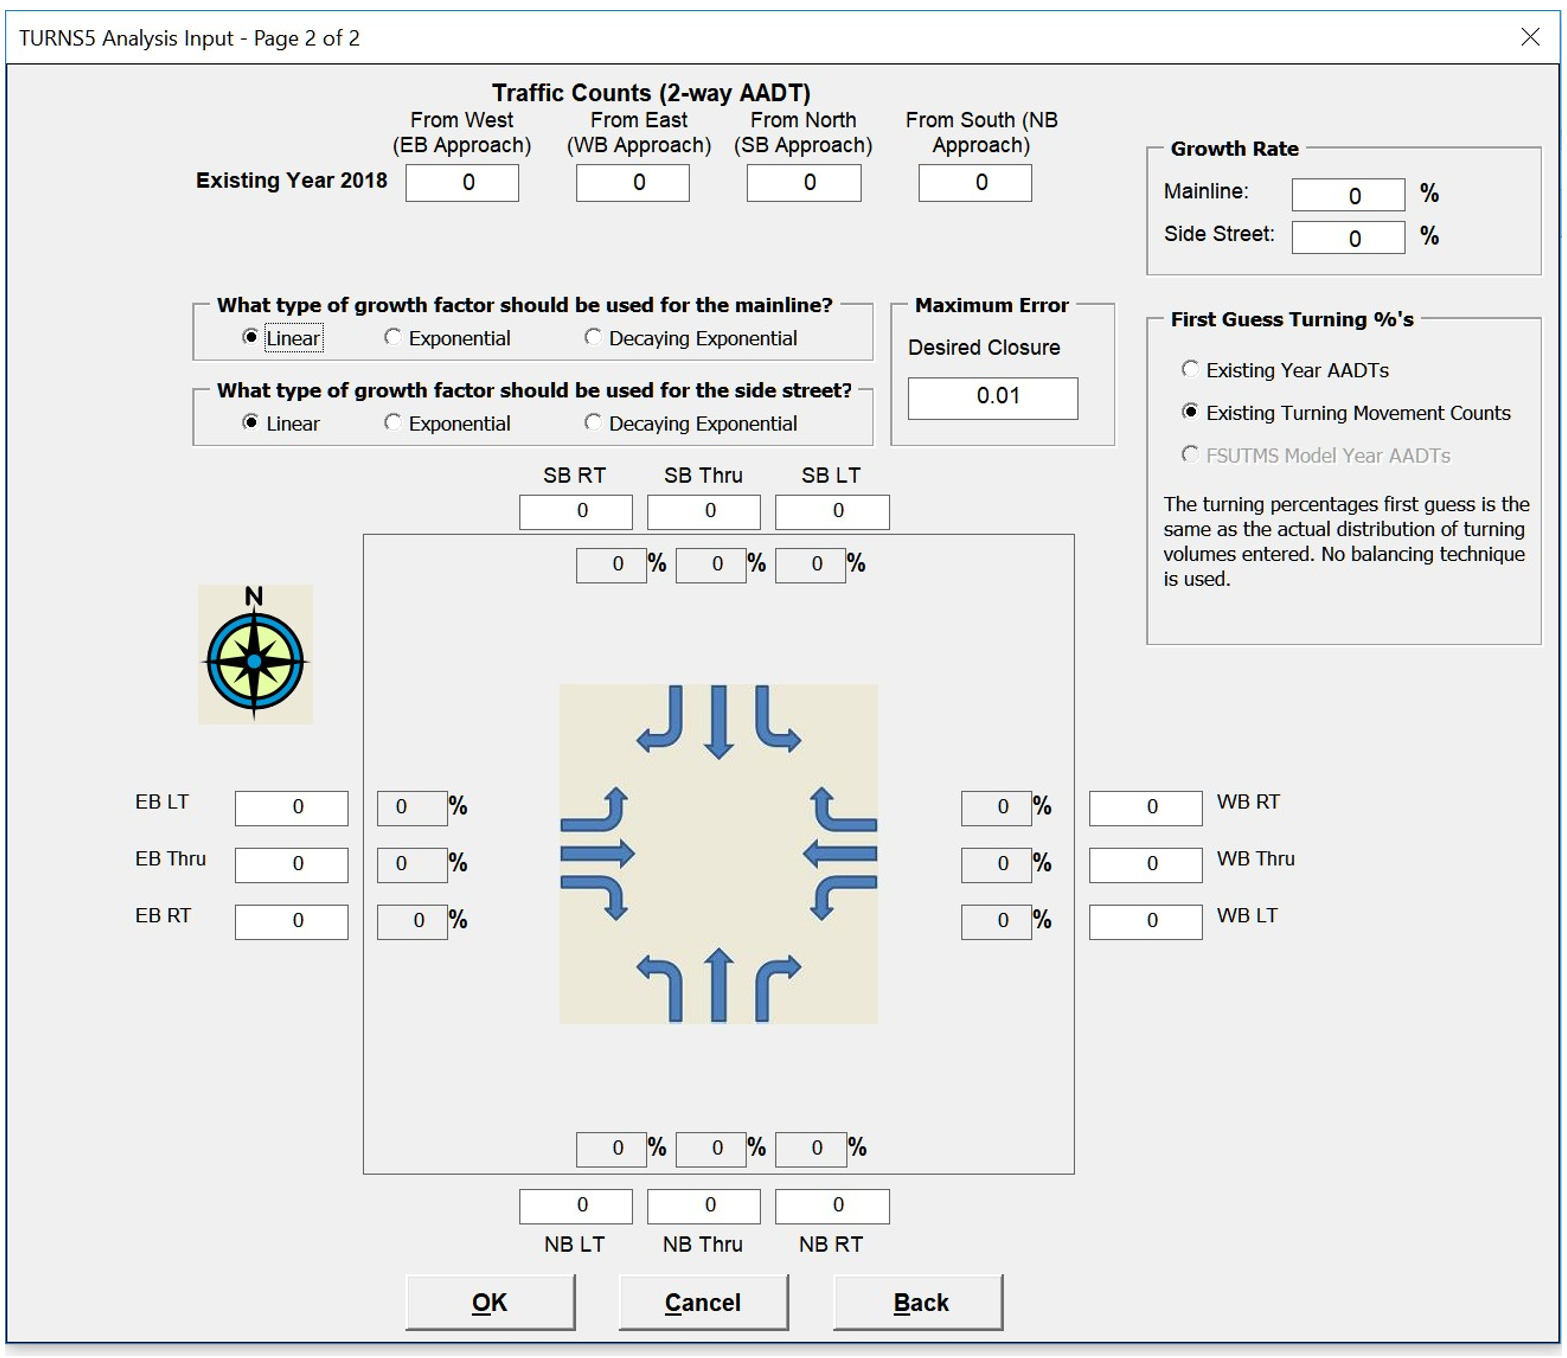 TURNS5 Analysis Input - Page 2 of 2
Traffic Counts (2-way AADT)
From West
(EB Approach)
From East
(WB Approach)
From North
(SB Approach)
From South (NB
Approach)
Existing Year 2018
0
0
0
0
Growth Rate
Mainline:
0
%
Side Street:
0
%
What type of growth factor should be used for the mainline?
Linear
Exponential
Decaying Exponential
What type of growth factor should be used for the side street?
Linear
Exponential
Decaying Exponential
Maximum Error
Desired Closure
0.01
First Guess Turning %'s
Existing Year AADTs
Existing Turning Movement Counts
FSUTMS Model Year AADTs
The turning percentages first guess is the
same as the actual distribution of turning
volumes entered. No balancing technique
is used.
SB RT
SB Thru
SB LT
0
0
0
0 %
0 %
0 %
N
EB LT
0
0 %
EB Thru
0
0 %
EB RT
0
0 %
0 %
0
WB RT
0 %
0
WB Thru
0 %
0
WB LT
0 %
0 %
0 %
0
0
0
NB LT
NB Thru
NB RT
OK
Cancel
Back